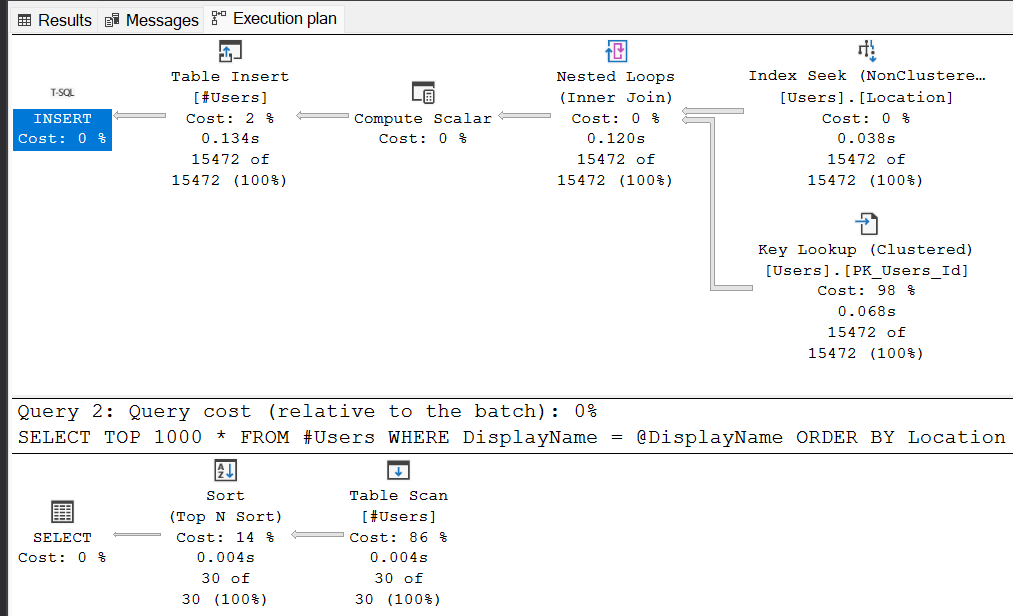 Results Messages Execution plan
T-SQL
INSERT
Cost: 0 %
Table Insert
[#Users]
Cost: 2 %
0.134s
15472 of
15472 (100%)
Compute Scalar
Cost: 0 %
Nested Loops
(Inner Join)
Cost: 0 %
0.120s
15472 of
15472 (100%)
Index Seek (NonClustere…
[Users].[Location]
Cost: 0 %
0.038s
15472 of
15472 (100%)
Key Lookup (Clustered)
[Users].[PK_Users_Id]
Cost: 98 %
0.068s
15472 of
15472 (100%)
Query 2: Query cost (relative to the batch): 0%
SELECT TOP 1000 * FROM #Users WHERE DisplayName = @DisplayName ORDER BY Location
SELECT
Cost: 0 %
Sort
(Top N Sort)
Cost: 14 %
0.004s
30 of
30 (100%)
Table Scan
[#Users]
Cost: 86 %
0.004s
30 of
30 (100%)